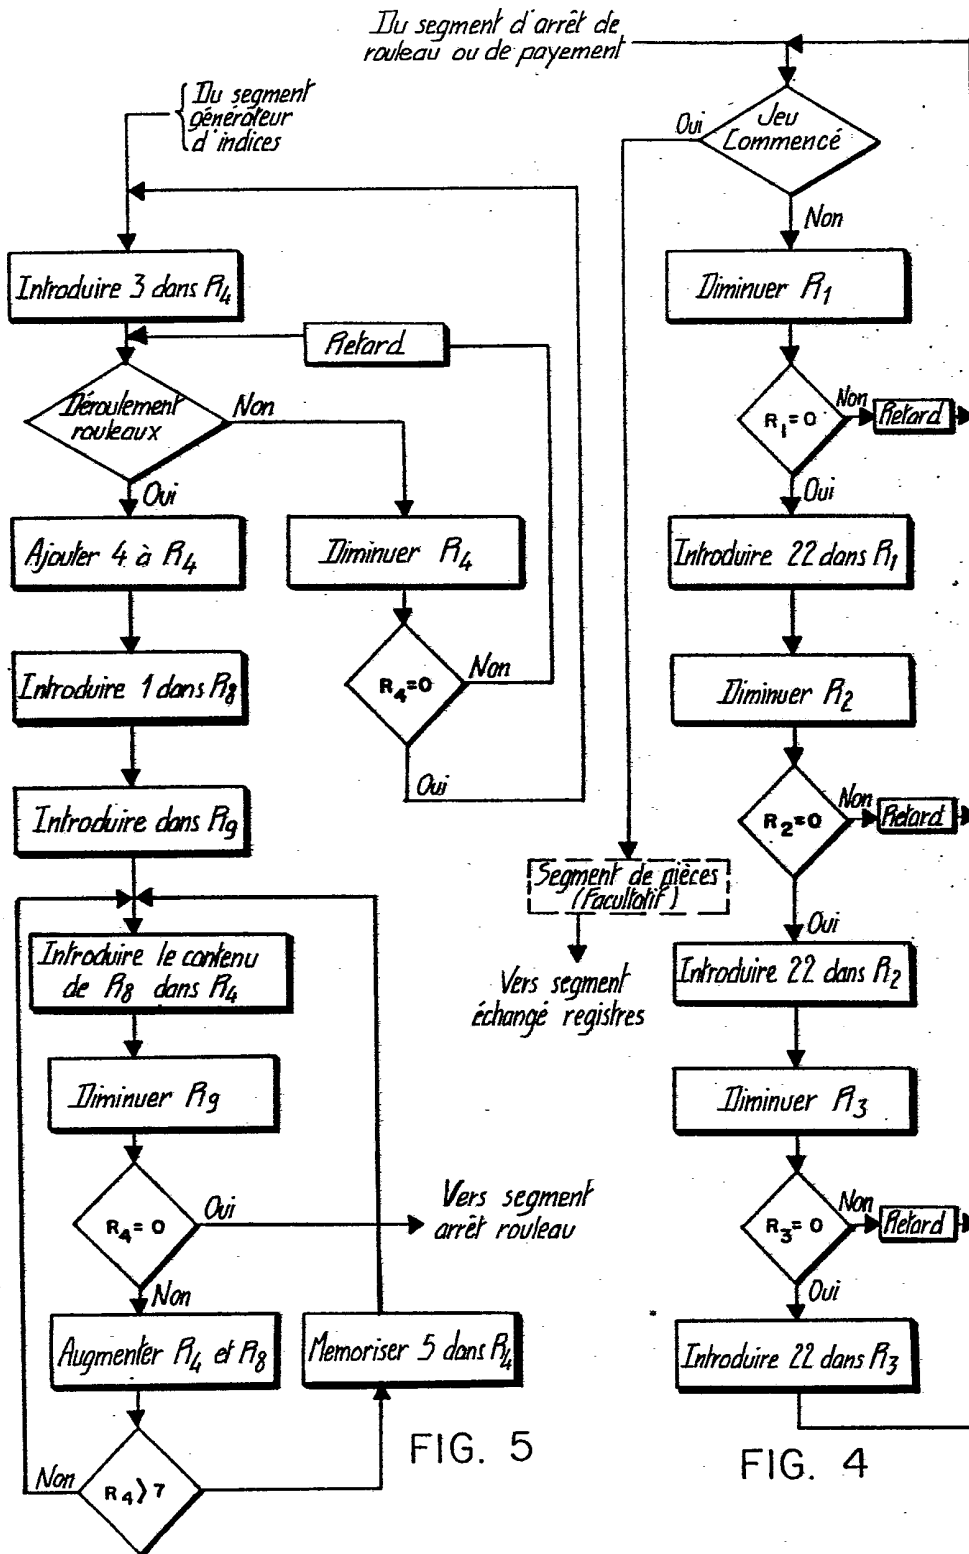 Du segment d'arrêt de
rouleau ou de payement
Du segment
générateur
d'indices
Introduire 3 dans R4
Retard
Déroulement
rouleaux
Non
Oui
Ajouter 4 à R4
Diminuer R4
Introduire 1 dans R8
R4=0
Non
Oui
Introduire dans R9
Introduire le contenu
de R8 dans R4
Diminuer R9
R4=0
Oui
Vers segment
arrêt rouleau
Non
Augmenter R4 et R8
Memoriser 5 dans R4
R4>7
Non
FIG. 5
Jeu
Commencé
Oui
Non
Diminuer R1
R1=0
Non
Retard
Oui
Introduire 22 dans R1
Diminuer R2
R2=0
Non
Retard
Oui
Segment de pièces
(Facultatif)
Vers segment
échangé registres
Introduire 22 dans R2
Diminuer R3
R3=0
Non
Retard
Oui
Introduire 22 dans R3
FIG. 4